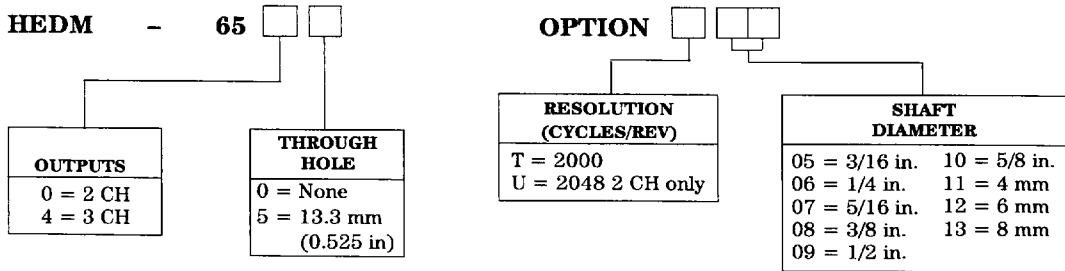 HEDM - 65
OPTION
OUTPUTS
0 = 2 CH
4 = 3 CH
THROUGH
HOLE
0 = None
5 = 13.3 mm
(0.525 in)
RESOLUTION
(CYCLES/REV)
T = 2000
U = 2048 2 CH only
SHAFT
DIAMETER
05 = 3/16 in. 10 = 5/8 in.
06 = 1/4 in. 11 = 4 mm
07 = 5/16 in. 12 = 6 mm
08 = 3/8 in. 13 = 8 mm
09 = 1/2 in.